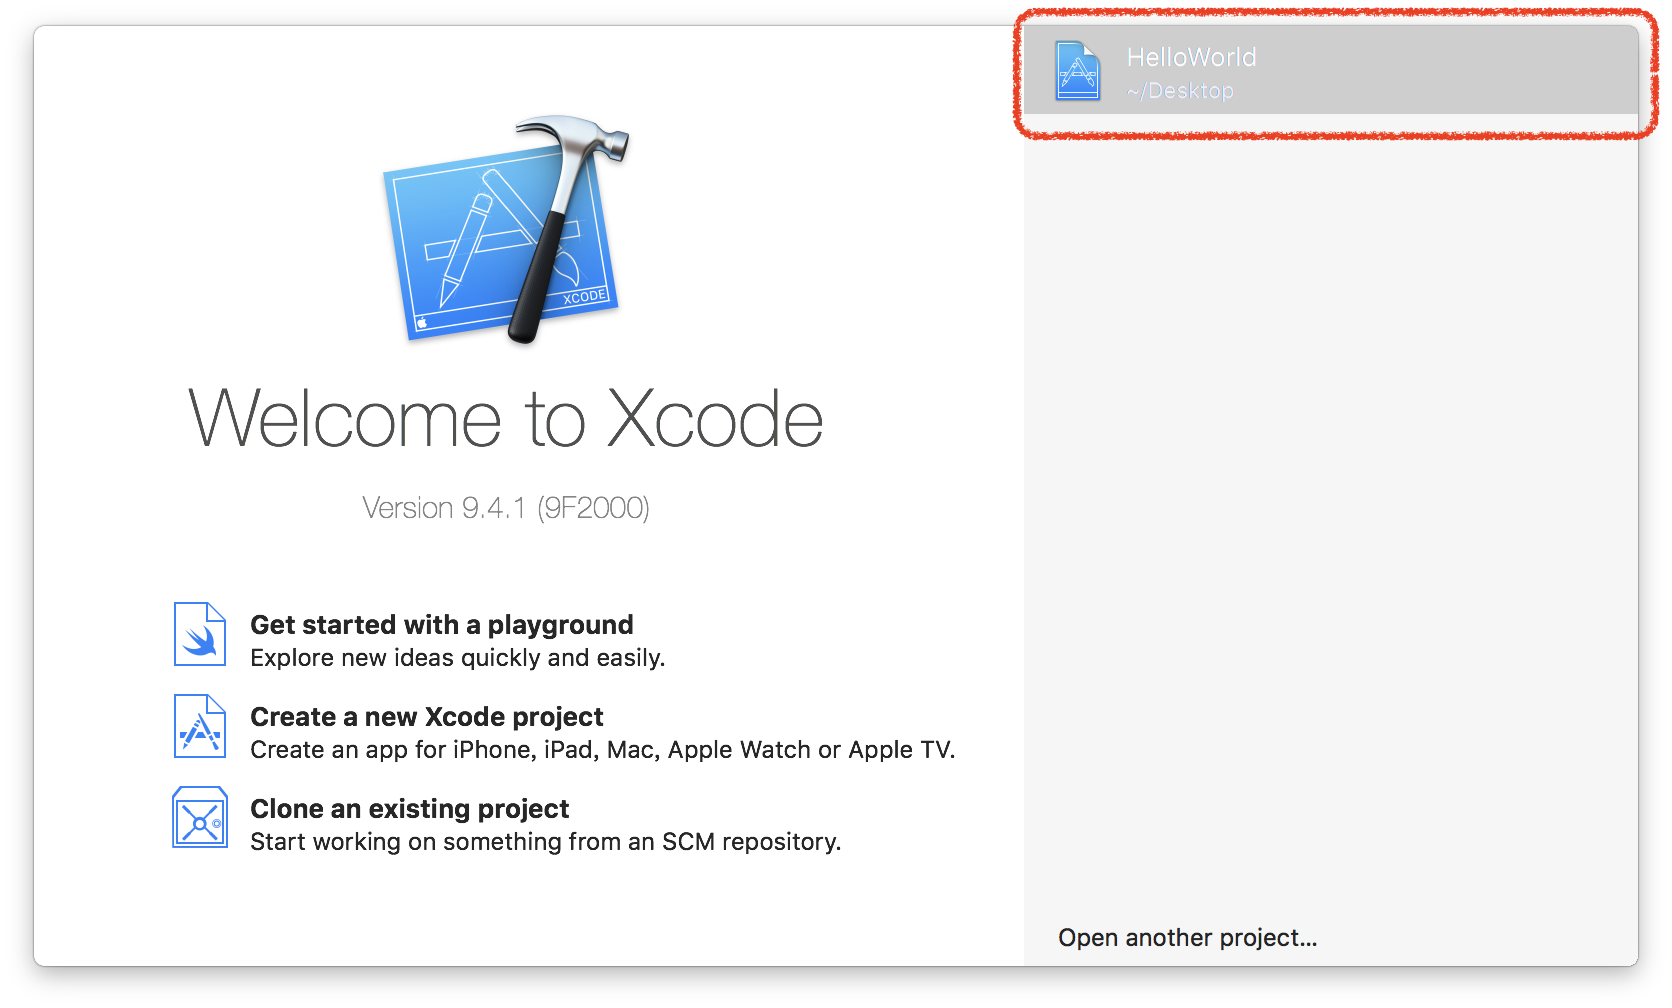 XCODE
Welcome to Xcode
Version 9.4.1 (9F2000)
Get started with a playground
Explore new ideas quickly and easily.
Create a new Xcode project
Create an app for iPhone, iPad, Mac, Apple Watch or Apple TV.
Clone an existing project
Start working on something from an SCM repository.
HelloWorld
~/Desktop
Open another project...